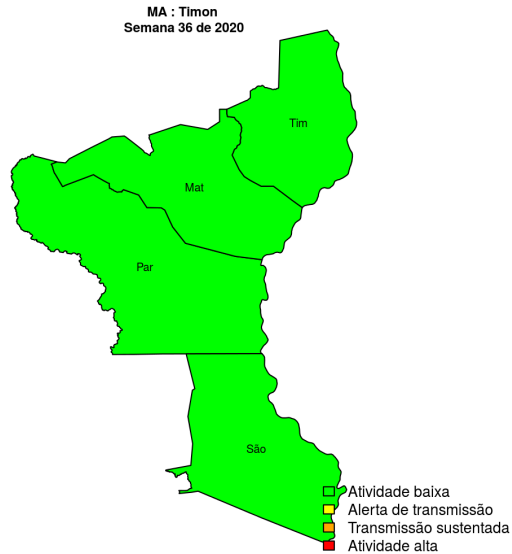 MA : Timon
Semana 36 de 2020
Tim
Mat
Par
São
Atividade baixa
Alerta de transmissão
Transmissão sustentada
Atividade alta